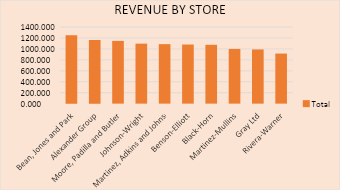 REVENUE BY STORE
1400.000
1200.000
1000.000
800.000
600.000
400.000
200.000
0.000
Bean, Jones and Park
Alexander Group
Moore, Padilla and Butler
Johnson-Wright
Martinez, Adkins and Johns
Benson-Elliott
Black-Horn
Martinez-Mullins
Gray Ltd
Rivera-Warner
Total